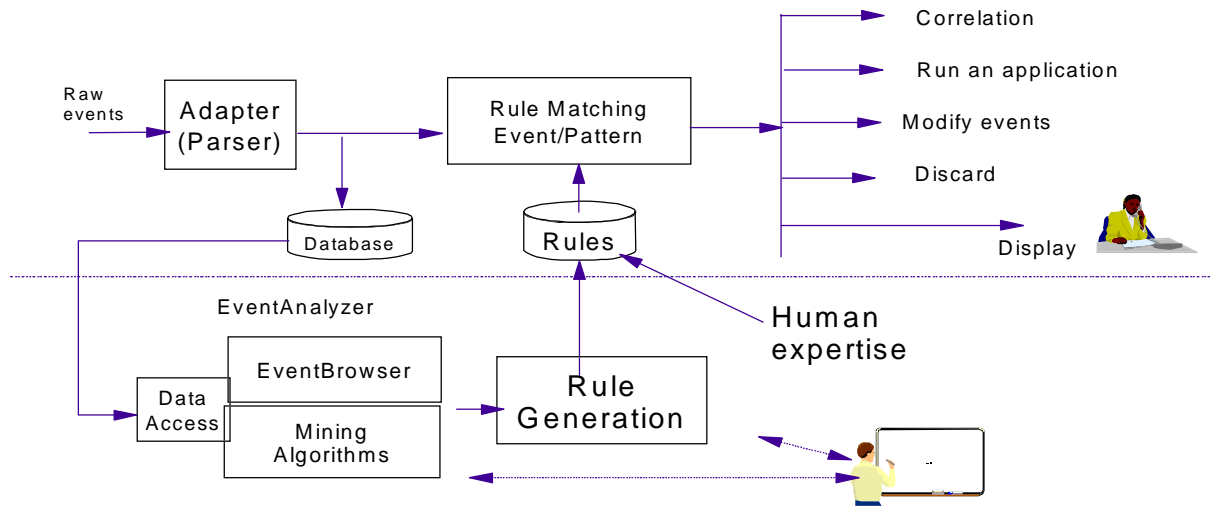 Correlation
Run an application
Modify events
Discard
Display
Raw
events
Adapter
(Parser)
Rule Matching
Event/Pattern
Database
Rules
EventAnalyzer
Human
expertise
EventBrowser
Data
Access
Mining
Algorithms
Rule
Generation